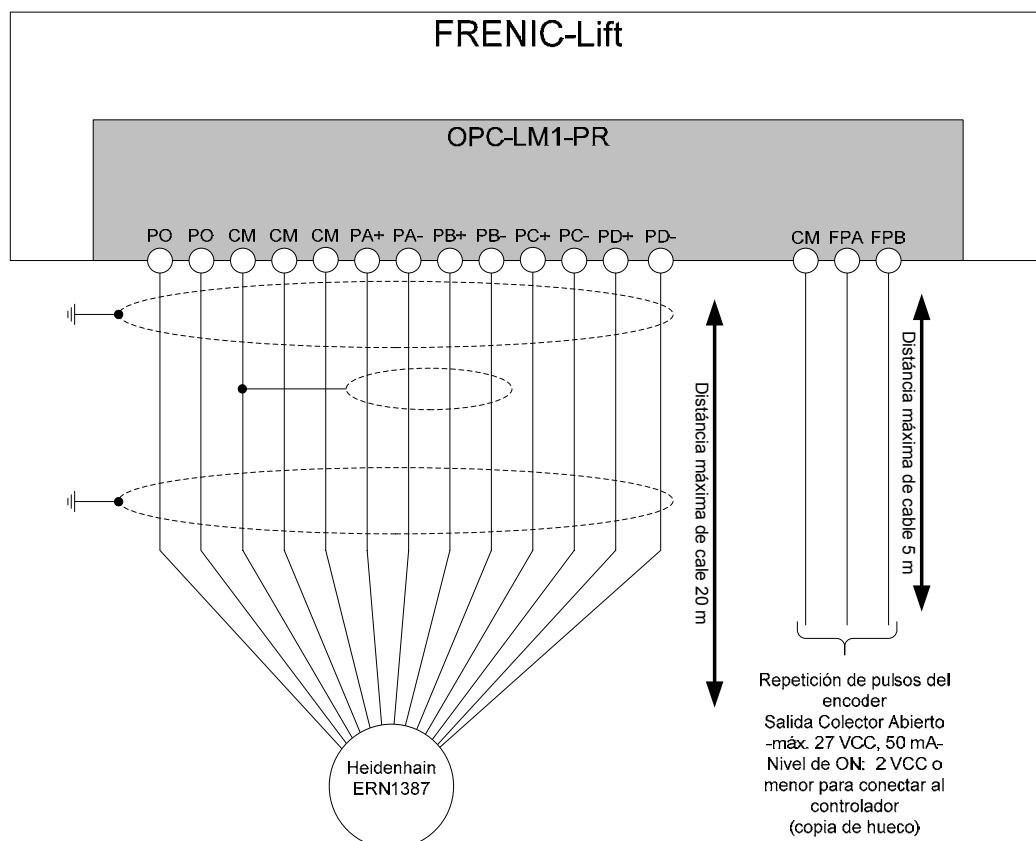 FRENIC-Lift
OPC-LM1-PR
PO PO CM CM CM PA+ PA- PB+ PB- PC+ PC- PD+ PD- CM FPA FPB
Distáncia máxima de cale 20 m
Distáncia máxima de cable 5 m
Repetición de pulsos del
encoder
Salida Colector Abierto
-máx. 27 VCC, 50 mA-
Nivel de ON: 2 VCC o
menor para conectar al
controlador
(copia de hueco)
Heidenhain
ERN1387